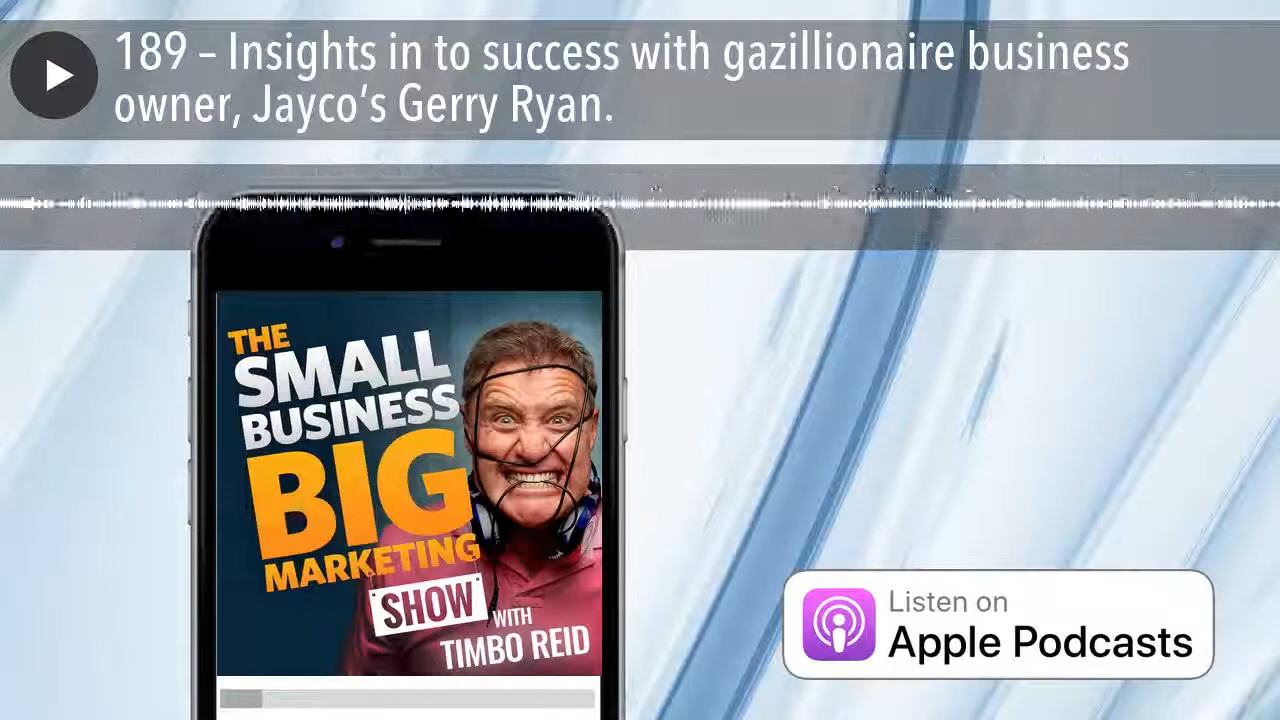 189 – Insights in to success with gazillionaire business
owner, Jayco’s Gerry Ryan.
THE
SMALL
BUSINESS
BIG
MARKETING
SHOW
WITH
TIMBO REID
Listen on
Apple Podcasts